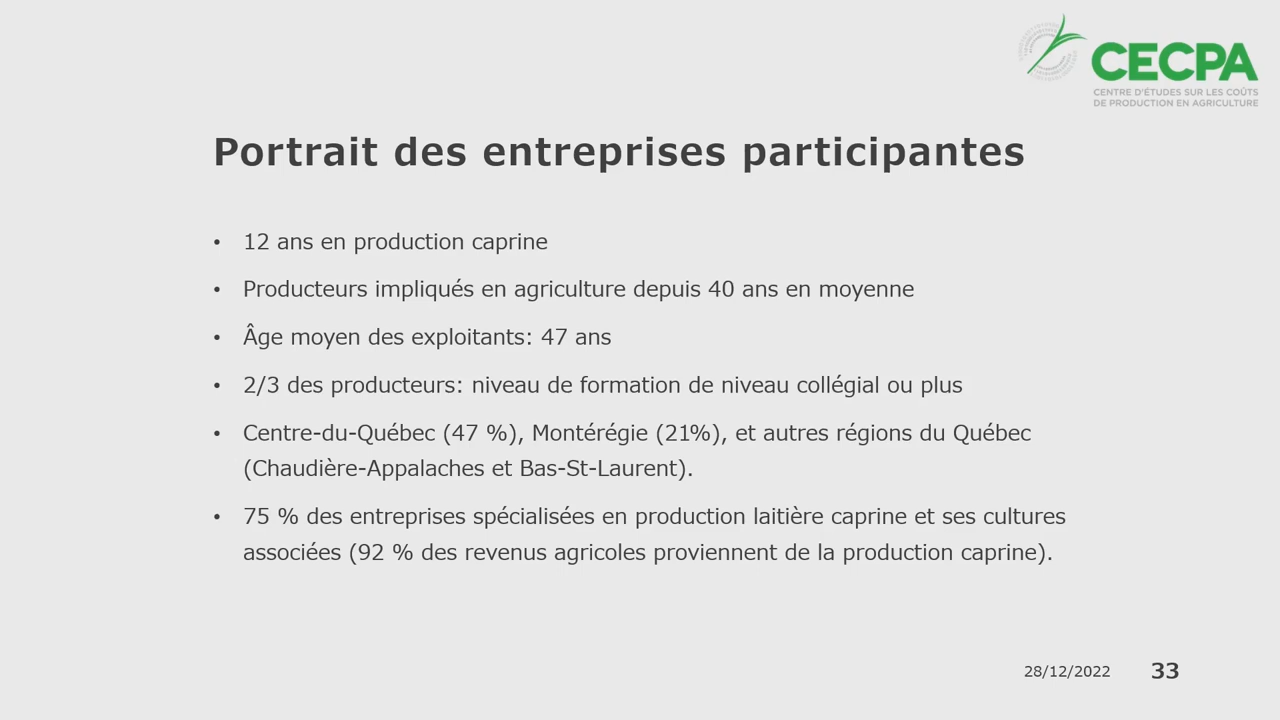 CECPA
CENTRE D'ÉTUDES SUR LES COÛTS
DE PRODUCTION EN AGRICULTURE
Portrait des entreprises participantes
• 12 ans en production caprine
• Producteurs impliqués en agriculture depuis 40 ans en moyenne
• Âge moyen des exploitants: 47 ans
• 2/3 des producteurs: niveau de formation de niveau collégial ou plus
• Centre-du-Québec (47 %), Montérégie (21%), et autres régions du Québec
(Chaudière-Appalaches et Bas-St-Laurent).
• 75 % des entreprises spécialisées en production laitière caprine et ses cultures
associées (92 % des revenus agricoles proviennent de la production caprine).
28/12/2022 33